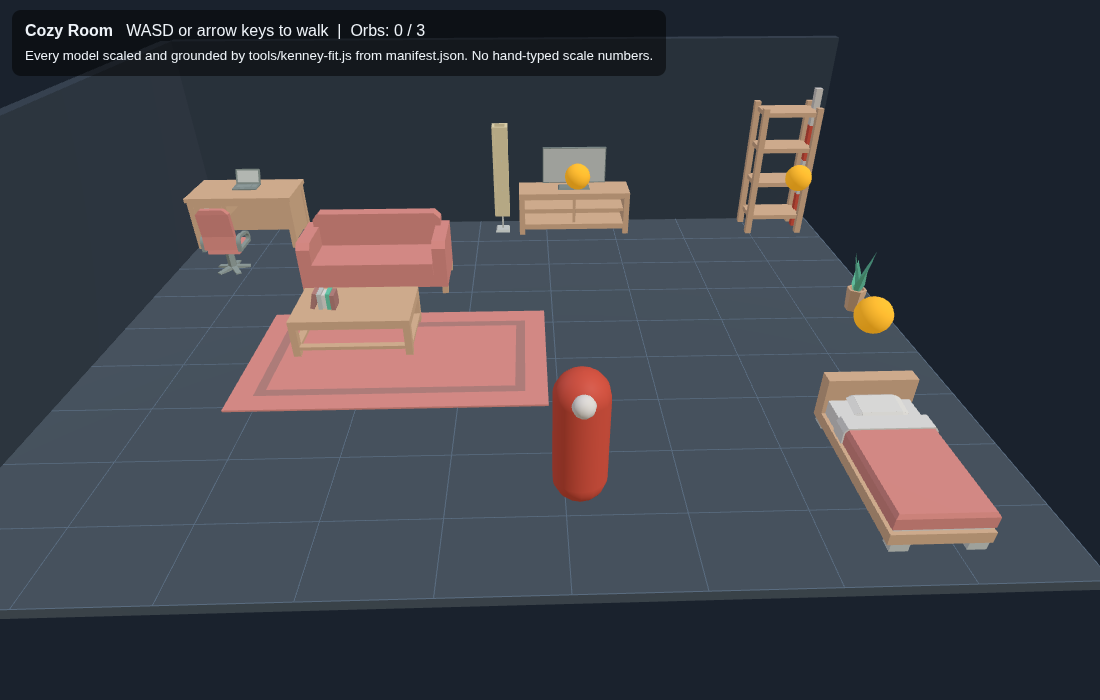 Cozy Room WASD or arrow keys to walk | Orbs: 0 / 3
Every model scaled and grounded by tools/kenney-fit.js from manifest.json. No hand-typed scale numbers.